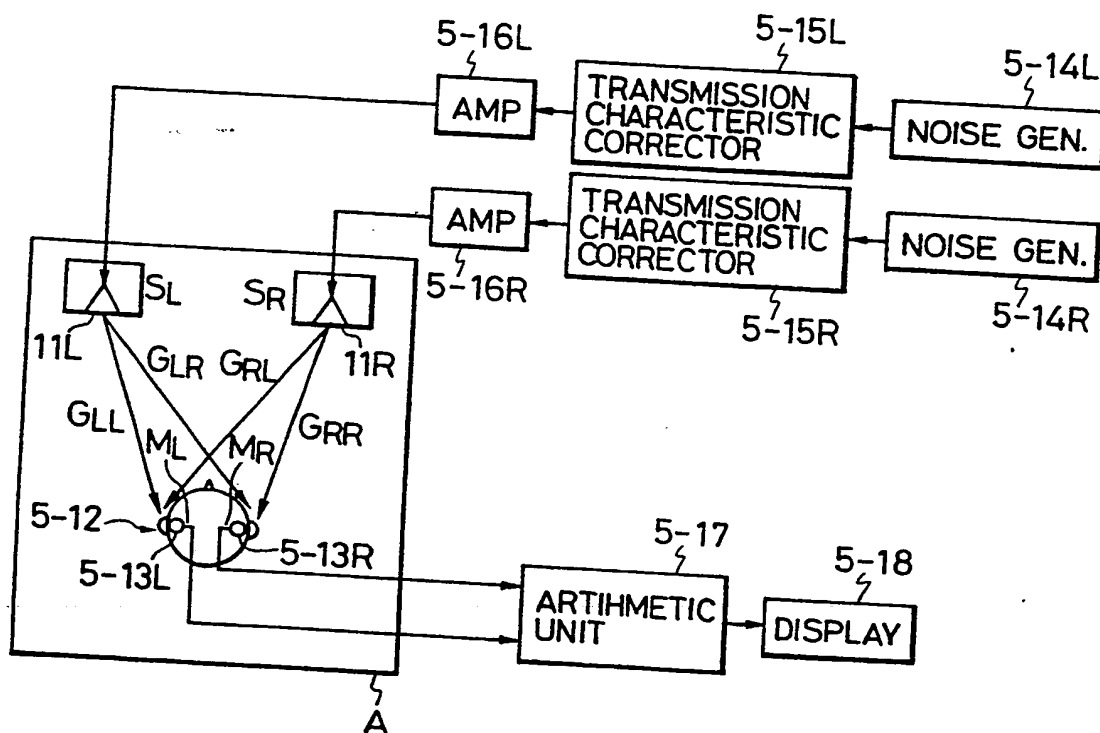 5-16L
5-15L
5-14L
AMP
TRANSMISSION
CHARACTERISTIC
CORRECTOR
NOISE GEN.
AMP
TRANSMISSION
CHARACTERISTIC
CORRECTOR
NOISE GEN.
5-16R
5-15R
5-14R
SL
SR
11L
11R
GLR
GRL
GLL
GRR
ML
MR
5-12
5-13L
5-13R
5-17
5-18
ARTIHMETIC
UNIT
DISPLAY
A